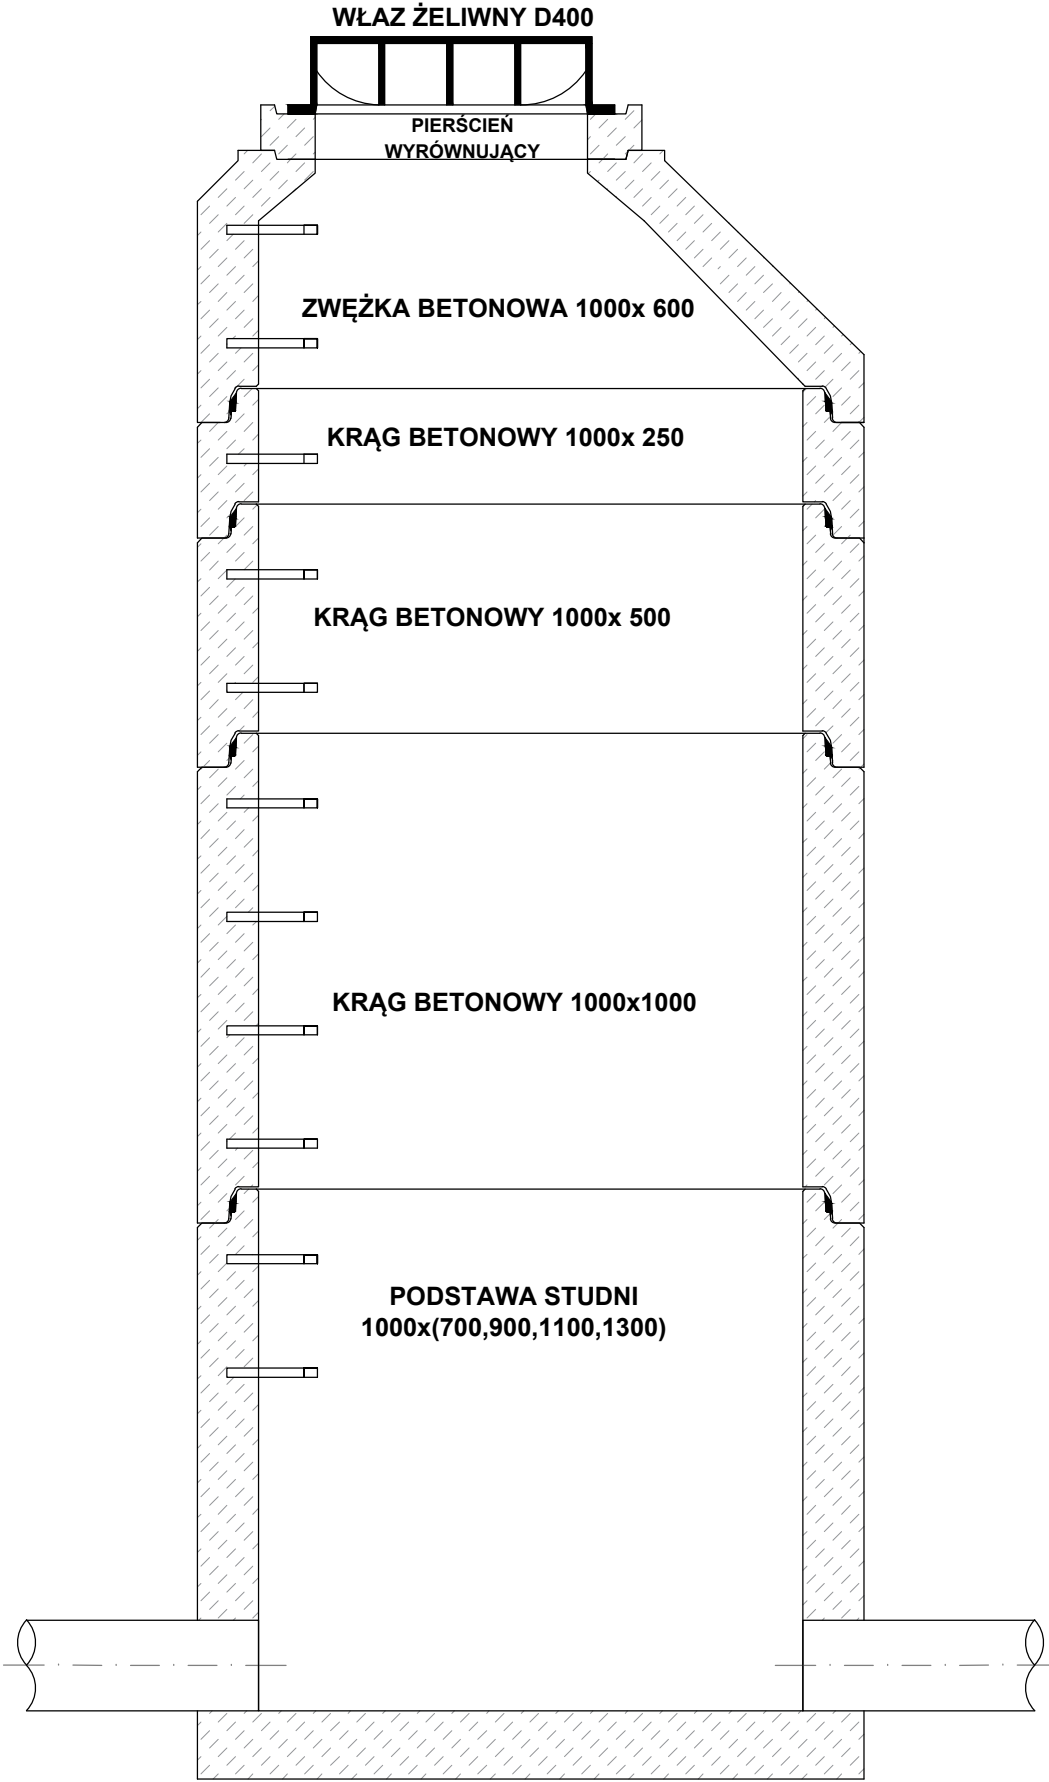 WŁAZ ŻELIWNY D400
PIERŚCIEŃ
WYRÓWNUJĄCY
ZWĘŻKA BETONOWA 1000x 600
KRĄG BETONOWY 1000x 250
KRĄG BETONOWY 1000x 500
KRĄG BETONOWY 1000x1000
PODSTAWA STUDNI
1000x(700,900,1100,1300)